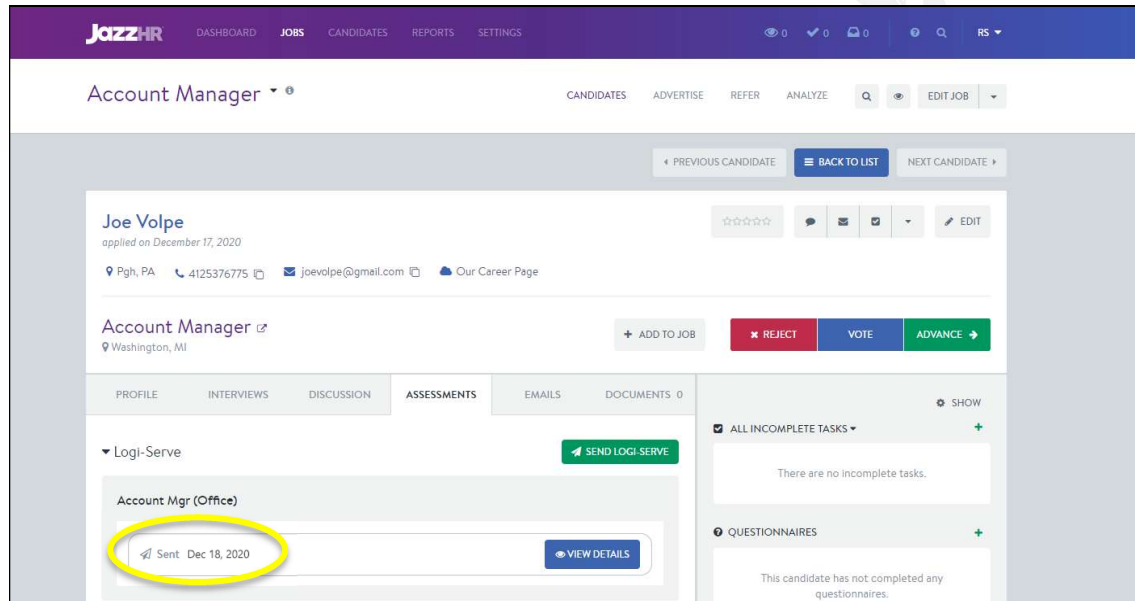 JazzHR DASHBOARD JOBS CANDIDATES REPORTS SETTINGS 0 0 0 RS
Account Manager CANDIDATES ADVERTISE REFER ANALYZE EDIT JOB
PREVIOUS CANDIDATE BACK TO LIST NEXT CANDIDATE
Joe Volpe EDIT
applied on December 17, 2020
Pgh, PA 4125376775 joevolpe@gmail.com Our Career Page
Account Manager + ADD TO JOB REJECT VOTE ADVANCE
Washington, MI
PROFILE INTERVIEWS DISCUSSION ASSESSMENTS EMAILS DOCUMENTS 0
SHOW
ALL INCOMPLETE TASKS +
Logi-Serve SEND LOGI-SERVE
There are no incomplete tasks.
Account Mgr (Office)
QUESTIONNAIRES +
Sent Dec 18, 2020 VIEW DETAILS
This candidate has not completed any
questionnaires.